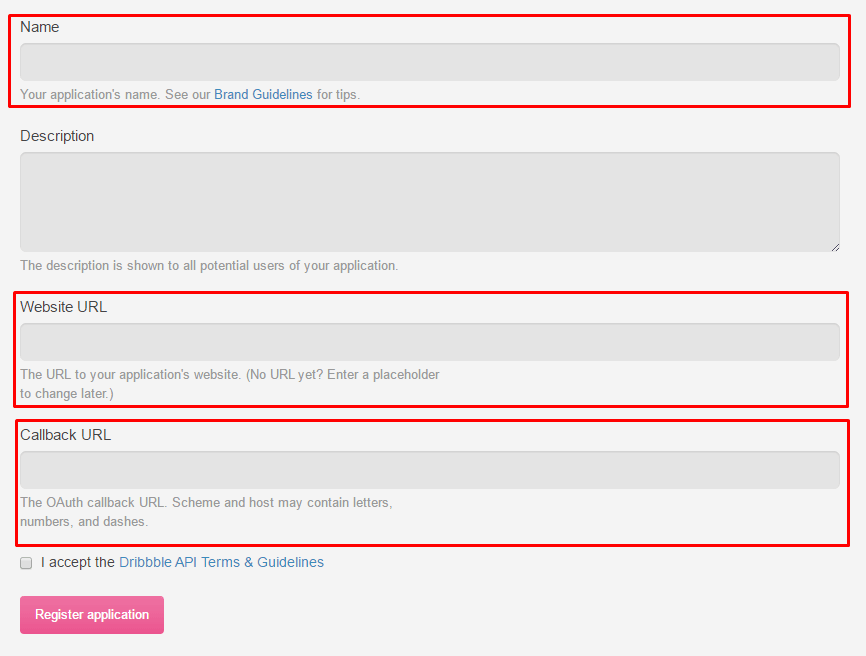 Name
Your application's name. See our Brand Guidelines for tips.
Description
The description is shown to all potential users of your application.
Website URL
The URL to your application's website. (No URL yet? Enter a placeholder
to change later.)
Callback URL
The OAuth callback URL. Scheme and host may contain letters,
numbers, and dashes.
I accept the Dribbble API Terms & Guidelines
Register application